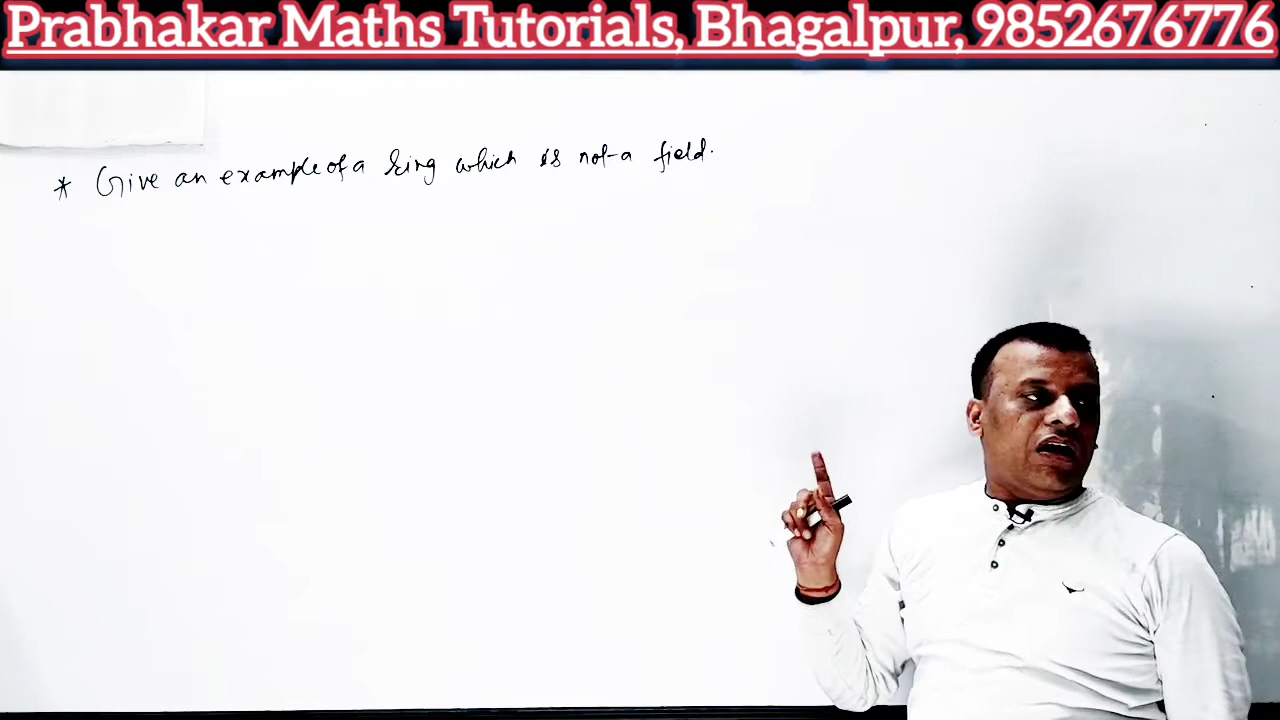 Prabhakar Maths Tutorials, Bhagalpur, 9852676776
* Give an example of a ring which is not a field.